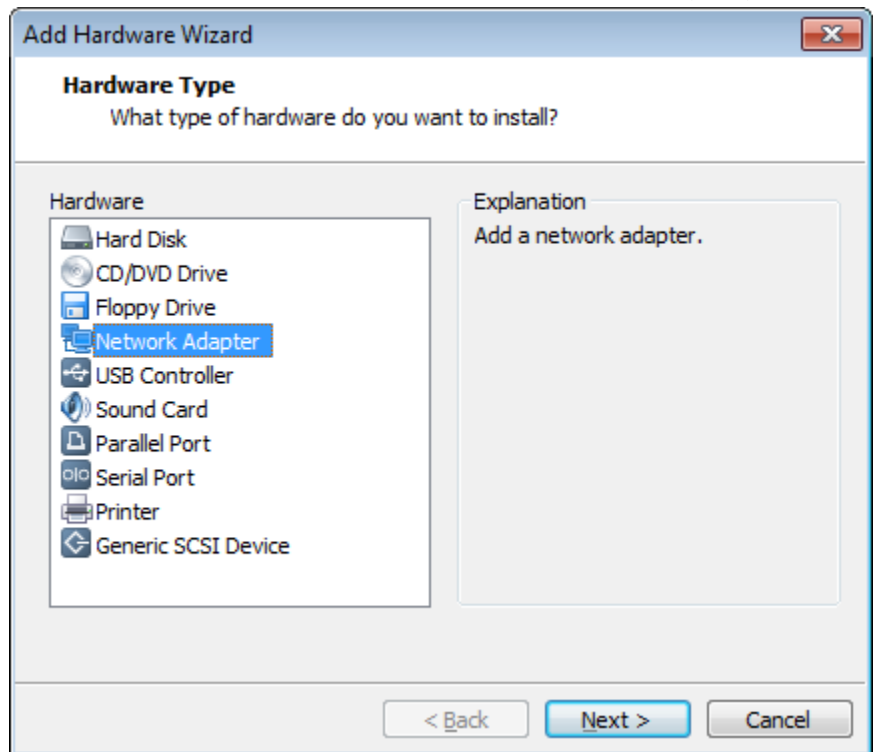 Add Hardware Wizard
Hardware Type
What type of hardware do you want to install?
Hardware
Hard Disk
CD/DVD Drive
Floppy Drive
Network Adapter
USB Controller
Sound Card
Parallel Port
Serial Port
Printer
Generic SCSI Device
Explanation
Add a network adapter.
< Back
Next >
Cancel